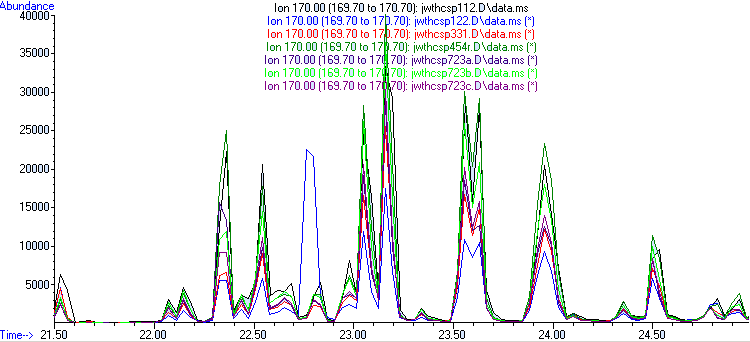 Abundance
Ion 170.00 (169.70 to 170.70): jwthcsp112.D\data.ms
Ion 170.00 (169.70 to 170.70): jwthcsp122.D\data.ms (*)
Ion 170.00 (169.70 to 170.70): jwthcsp331.D\data.ms (*)
Ion 170.00 (169.70 to 170.70): jwthcsp454r.D\data.ms (*)
Ion 170.00 (169.70 to 170.70): jwthcsp723a.D\data.ms (*)
Ion 170.00 (169.70 to 170.70): jwthcsp723b.D\data.ms (*)
Ion 170.00 (169.70 to 170.70): jwthcsp723c.D\data.ms (*)
40000
35000
30000
25000
20000
15000
10000
5000
Time-->
21.50 22.00 22.50 23.00 23.50 24.00 24.50